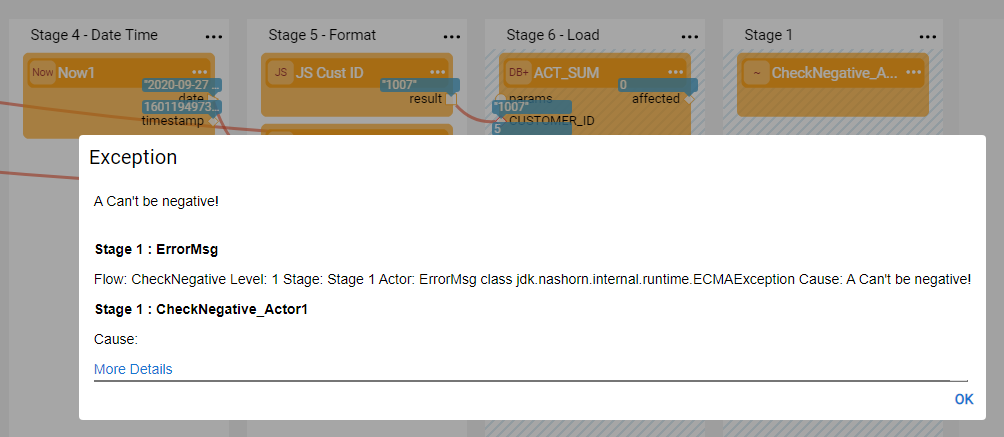 Stage 4 - Date Time ...
Stage 5 - Format ...
Stage 6 - Load ...
Stage 1 ...
Now Now1 ...
"2020-09-27 ...
date
1601194973...
timestamp
JS JS Cust ID ...
"1007"
result
DB+ ACT_SUM ...
0
params
affected
"1007"
CUSTOMER_ID
5
~ CheckNegative_A... ...
Exception
A Can't be negative!
Stage 1 : ErrorMsg
Flow: CheckNegative Level: 1 Stage: Stage 1 Actor: ErrorMsg class jdk.nashorn.internal.runtime.ECMAException Cause: A Can't be negative!
Stage 1 : CheckNegative_Actor1
Cause:
More Details
OK